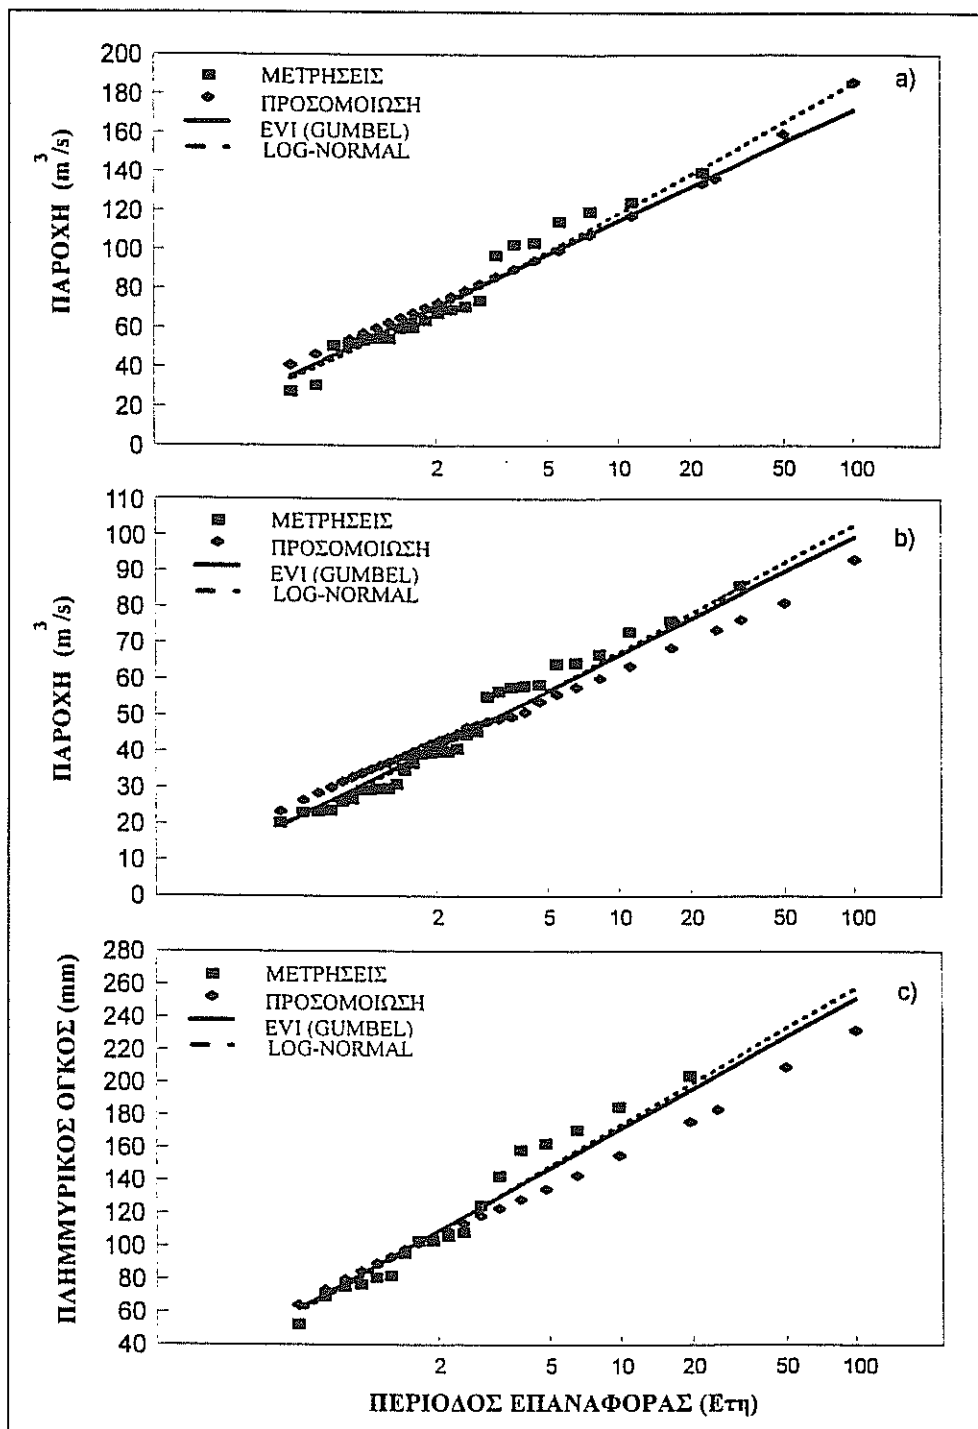 200
180
160
140
120
100
80
60
40
20
0
ΠΑΡΟΧΗ (m³/s)
ΜΕΤΡΗΣΕΙΣ
ΠΡΟΣΟΜΟΙΩΣΗ
EVI (GUMBEL)
LOG-NORMAL
a)
2 5 10 20 50 100
110
100
90
80
70
60
50
40
30
20
10
0
ΠΑΡΟΧΗ (m³/s)
ΜΕΤΡΗΣΕΙΣ
ΠΡΟΣΟΜΟΙΩΣΗ
EVI (GUMBEL)
LOG-NORMAL
b)
2 5 10 20 50 100
280
260
240
220
200
180
160
140
120
100
80
60
40
ΠΛΗΜΜΥΡΙΚΟΣ ΟΓΚΟΣ (mm)
ΜΕΤΡΗΣΕΙΣ
ΠΡΟΣΟΜΟΙΩΣΗ
EVI (GUMBEL)
LOG-NORMAL
c)
2 5 10 20 50 100
ΠΕΡΙΟΔΟΣ ΕΠΑΝΑΦΟΡΑΣ (Ετη)